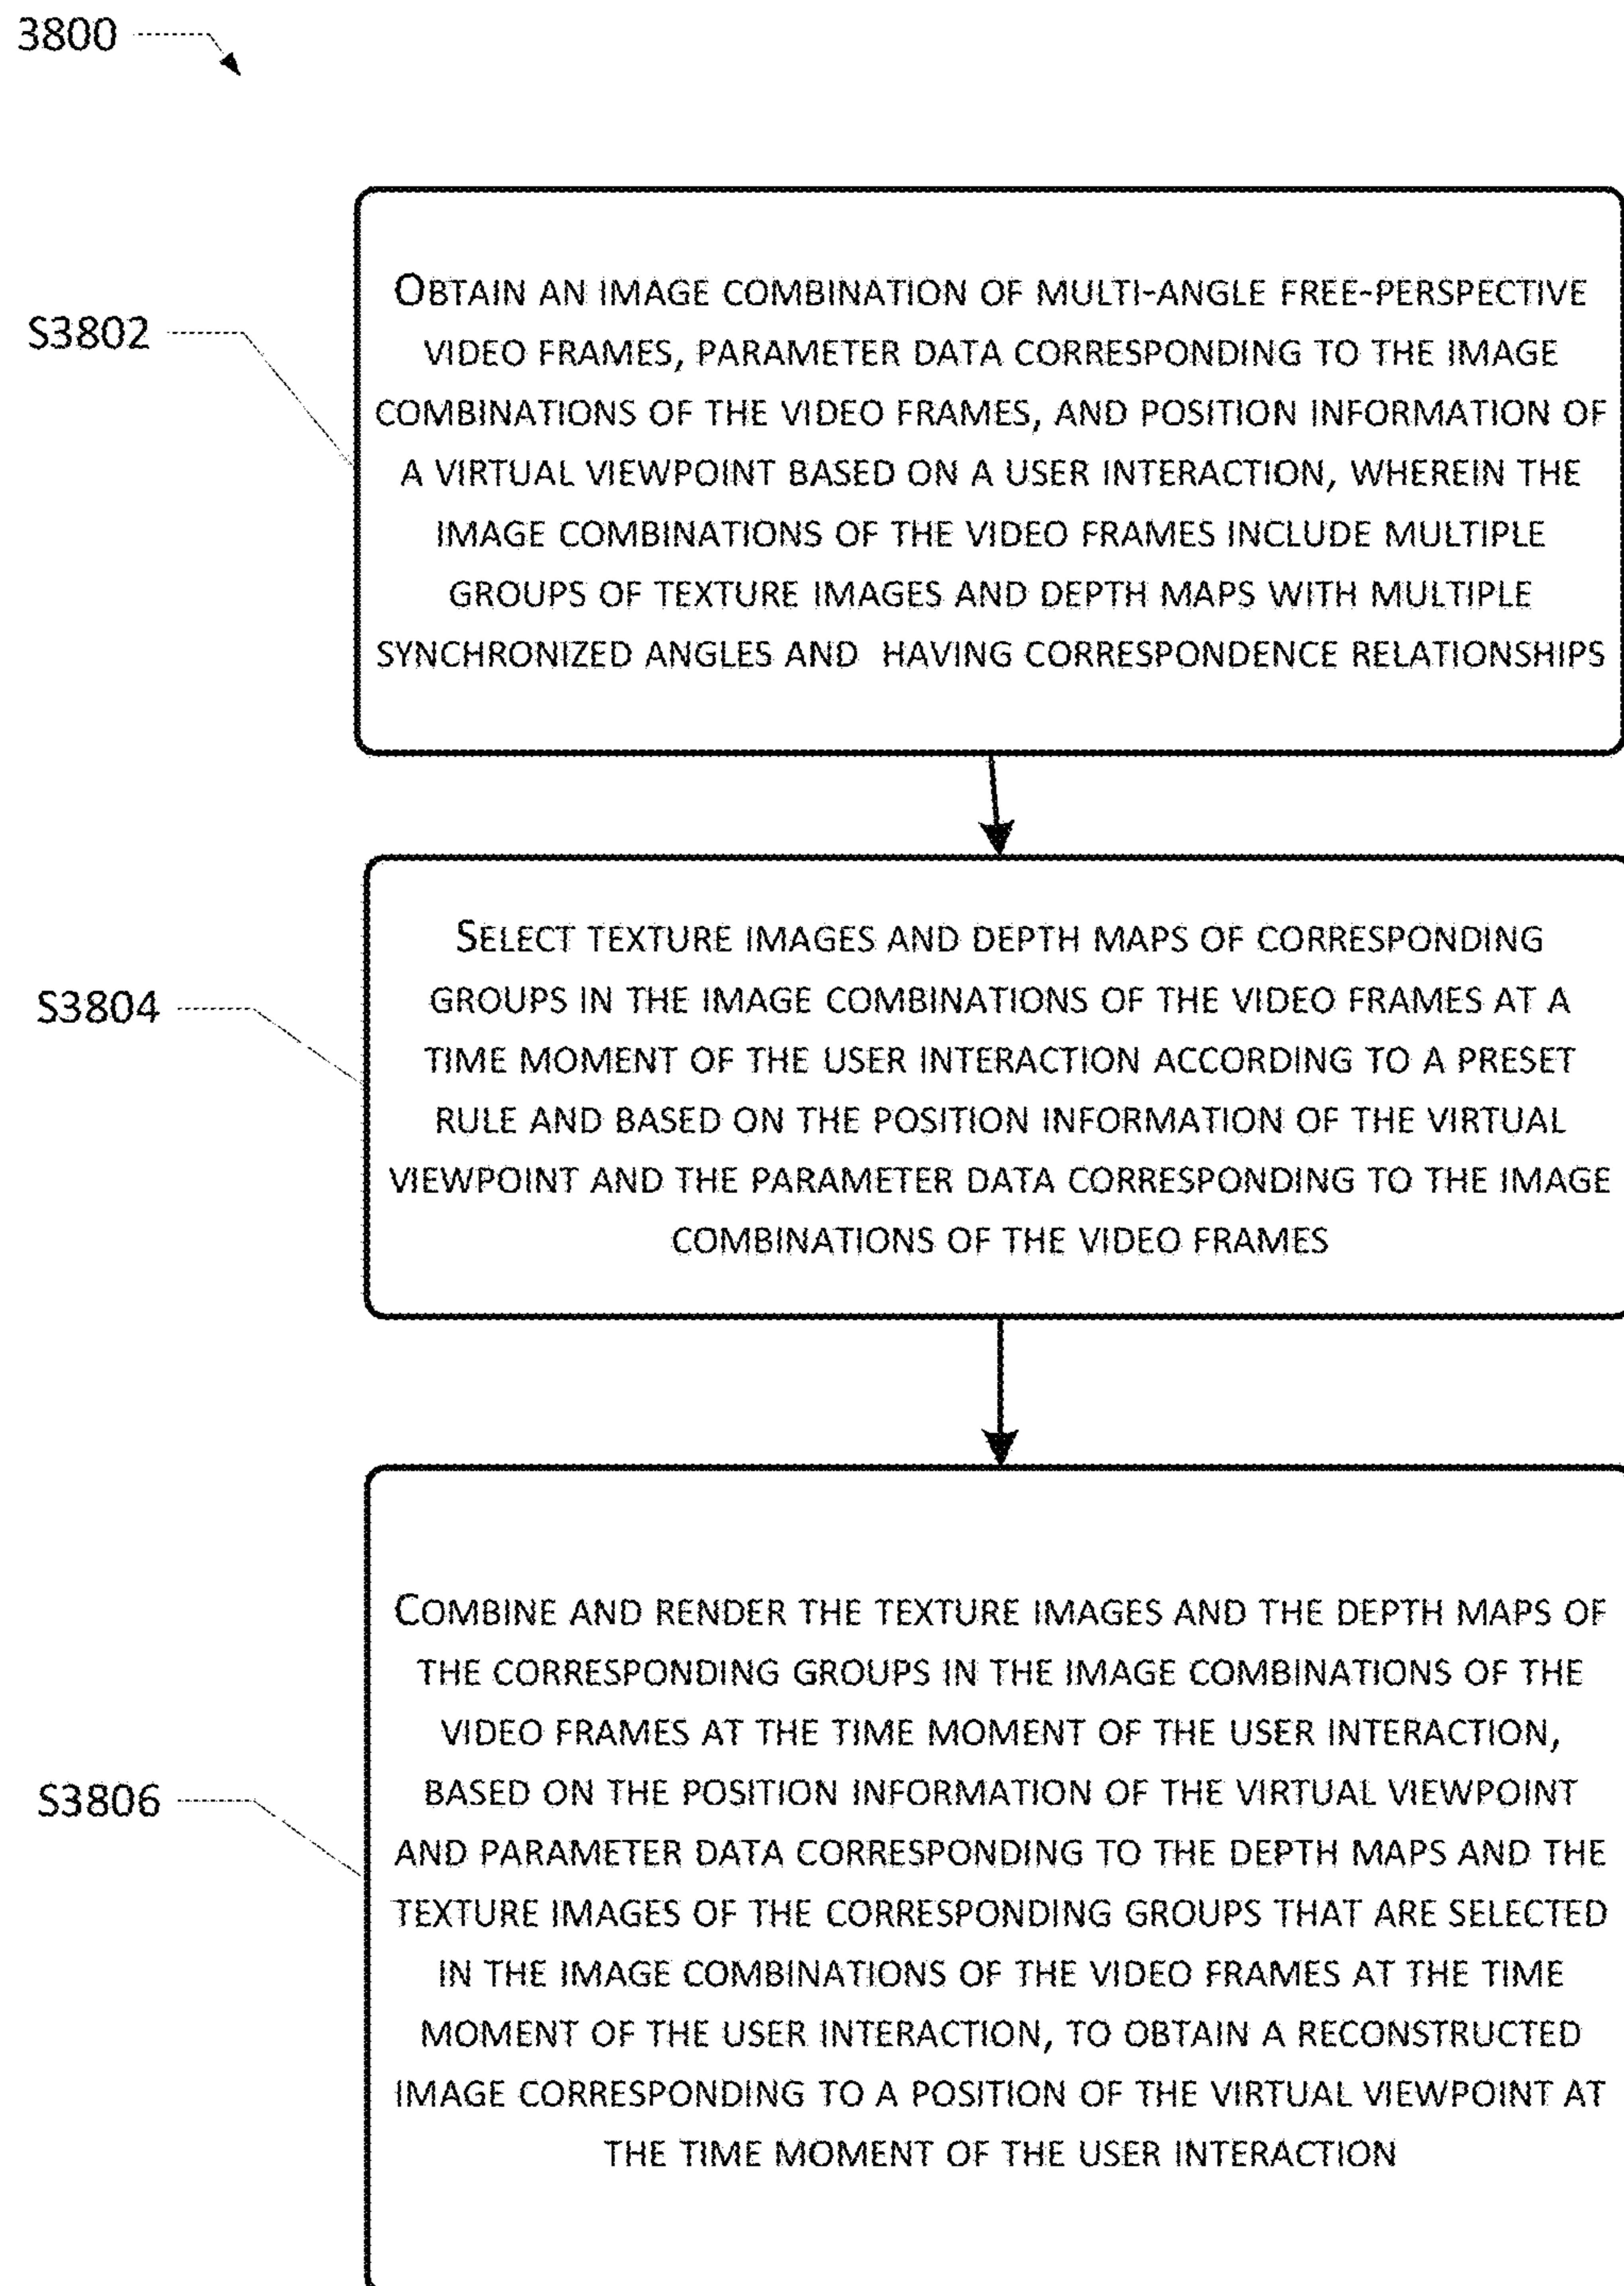 3800
S3802
OBTAIN AN IMAGE COMBINATION OF MULTI-ANGLE FREE-PERSPECTIVE
VIDEO FRAMES, PARAMETER DATA CORRESPONDING TO THE IMAGE
COMBINATIONS OF THE VIDEO FRAMES, AND POSITION INFORMATION OF
A VIRTUAL VIEWPOINT BASED ON A USER INTERACTION, WHEREIN THE
IMAGE COMBINATIONS OF THE VIDEO FRAMES INCLUDE MULTIPLE
GROUPS OF TEXTURE IMAGES AND DEPTH MAPS WITH MULTIPLE
SYNCHRONIZED ANGLES AND HAVING CORRESPONDENCE RELATIONSHIPS
S3804
SELECT TEXTURE IMAGES AND DEPTH MAPS OF CORRESPONDING
GROUPS IN THE IMAGE COMBINATIONS OF THE VIDEO FRAMES AT A
TIME MOMENT OF THE USER INTERACTION ACCORDING TO A PRESET
RULE AND BASED ON THE POSITION INFORMATION OF THE VIRTUAL
VIEWPOINT AND THE PARAMETER DATA CORRESPONDING TO THE IMAGE
COMBINATIONS OF THE VIDEO FRAMES
S3806
COMBINE AND RENDER THE TEXTURE IMAGES AND THE DEPTH MAPS OF
THE CORRESPONDING GROUPS IN THE IMAGE COMBINATIONS OF THE
VIDEO FRAMES AT THE TIME MOMENT OF THE USER INTERACTION,
BASED ON THE POSITION INFORMATION OF THE VIRTUAL VIEWPOINT
AND PARAMETER DATA CORRESPONDING TO THE DEPTH MAPS AND THE
TEXTURE IMAGES OF THE CORRESPONDING GROUPS THAT ARE SELECTED
IN THE IMAGE COMBINATIONS OF THE VIDEO FRAMES AT THE TIME
MOMENT OF THE USER INTERACTION, TO OBTAIN A RECONSTRUCTED
IMAGE CORRESPONDING TO A POSITION OF THE VIRTUAL VIEWPOINT AT
THE TIME MOMENT OF THE USER INTERACTION